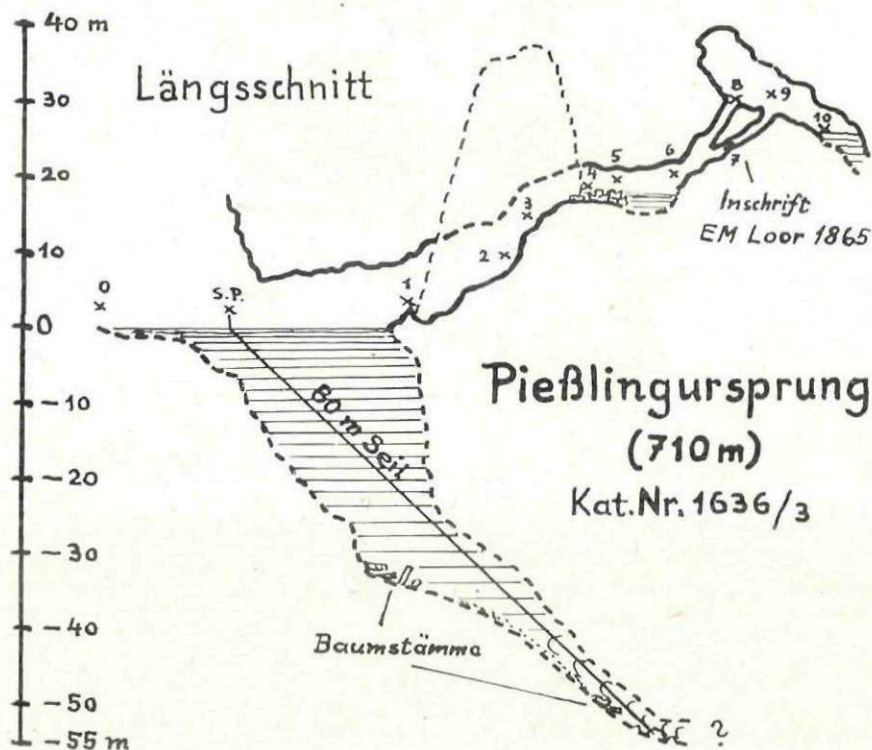 40 m
30
20
10
0
-10
-20
-30
-40
-50
-55 m
Längsschnitt
0
S.P.
1
2
3
4
5
6
7
8
9
10
Inschrift
EM Loor 1865
80 m Seil
Baumstämme
?
Pießlingursprung
(710 m)
Kat.Nr. 1636/3